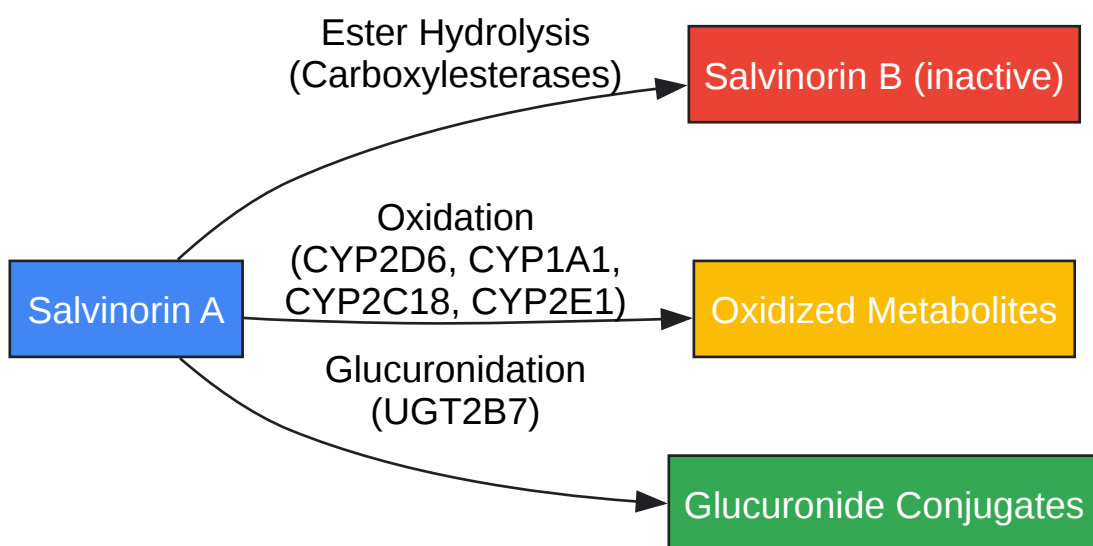 Ester Hydrolysis
(Carboxylesterases)
Salvinorin B (inactive)
Oxidation
(CYP2D6, CYP1A1,
CYP2C18, CYP2E1)
Salvinorin A
Oxidized Metabolites
Glucuronidation
(UGT2B7)
Glucuronide Conjugates